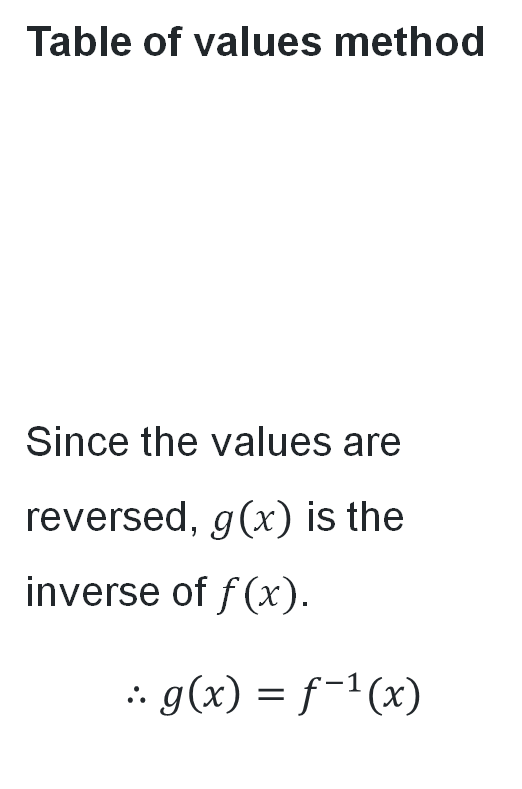 Table of values method
Since the values are
reversed, g(x) is the
inverse of f(x).
∴ g(x) = f⁻¹(x)